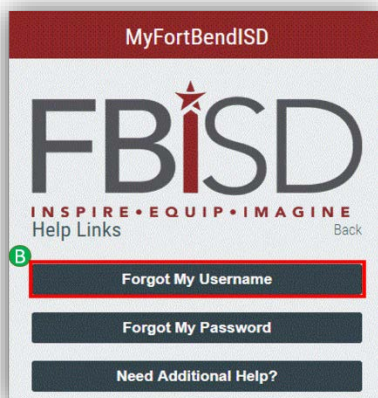 MyFortBendISD
FBiSD
INSPIRE•EQUIP•IMAGINE
Help Links Back
B
Forgot My Username
Forgot My Password
Need Additional Help?